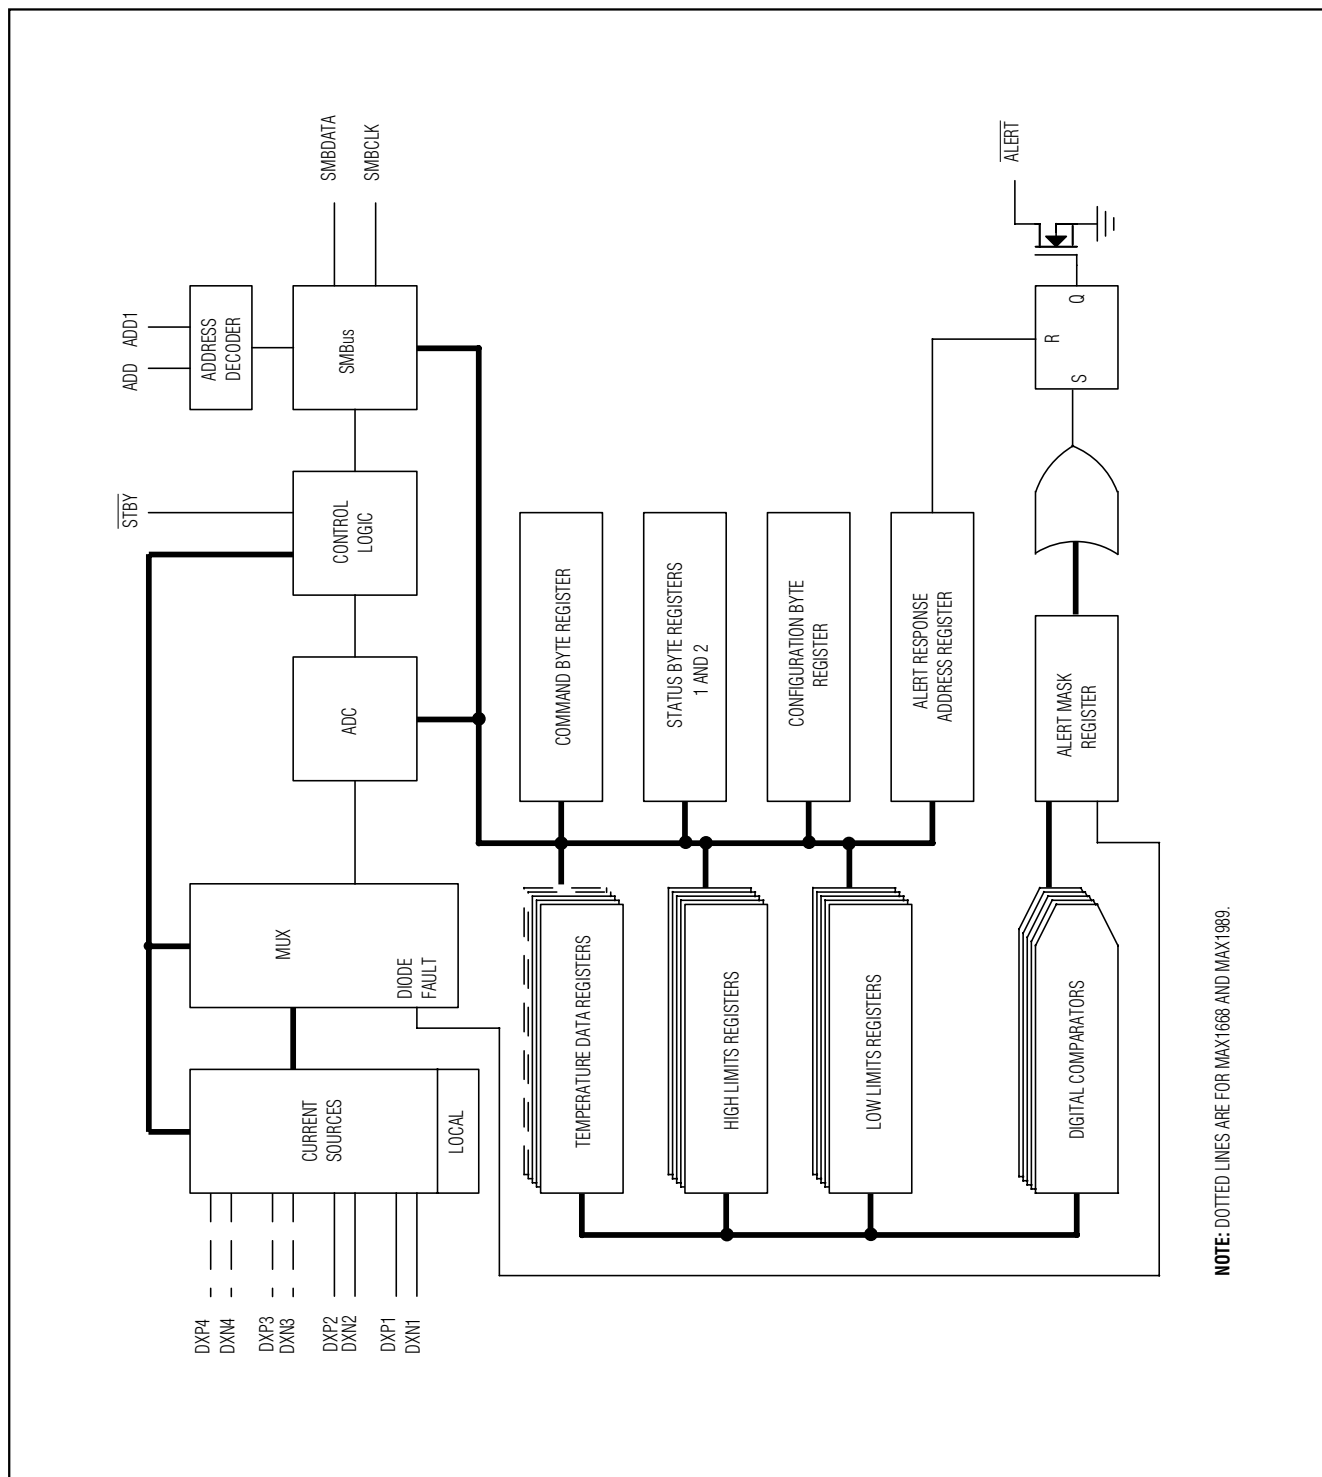 DXP4
DXN4
DXP3
DXN3
DXP2
DXN2
DXP1
DXN1
CURRENT
SOURCES
LOCAL
MUX
DIODE
FAULT
ADC
CONTROL
LOGIC
STBY
SMBus
ADDRESS
DECODER
ADD
ADD1
SMBDATA
SMBCLK
TEMPERATURE DATA REGISTERS
COMMAND BYTE REGISTER
HIGH LIMITS REGISTERS
STATUS BYTE REGISTERS
1 AND 2
LOW LIMITS REGISTERS
CONFIGURATION BYTE
REGISTER
ALERT RESPONSE
ADDRESS REGISTER
DIGITAL COMPARATORS
ALERT MASK
REGISTER
S
R
Q
ALERT
NOTE: DOTTED LINES ARE FOR MAX1668 AND MAX1989.